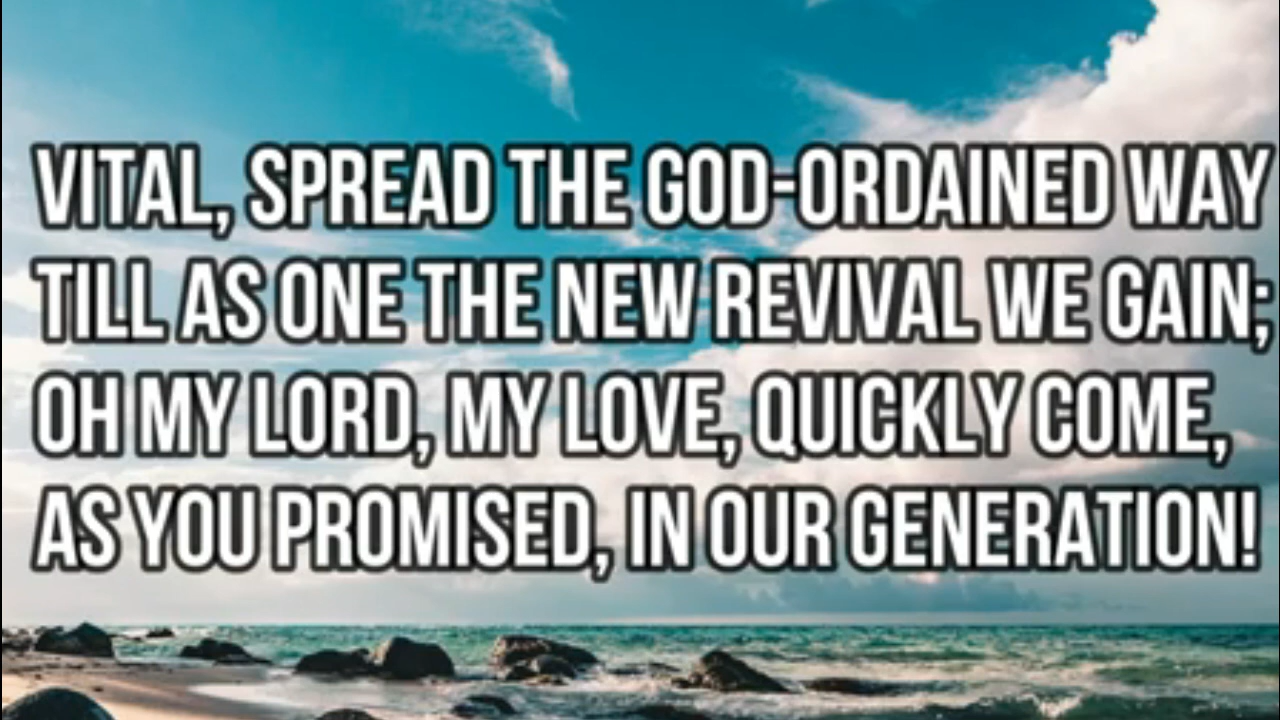 VITAL, SPREAD THE GOD-ORDAINED WAY
TILL AS ONE THE NEW REVIVAL WE GAIN;
OH MY LORD, MY LOVE, QUICKLY COME,
AS YOU PROMISED, IN OUR GENERATION!